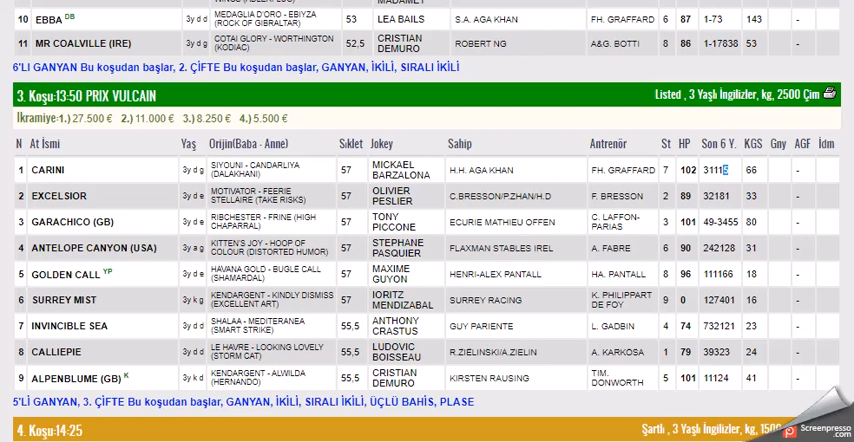 MADAMET
WINGS (ADLERFLUG)
10 EBBA DB 3y d d MEDAGLIA D'ORO - EBIYZA (ROCK OF GIBRALTAR) 53 LEA BAILS S.A. AGA KHAN FH. GRAFFARD 6 87 1-73 143 -
11 MR COALVILLE (IRE) 3y d g COTAI GLORY - WORTHINGTON (KODIAC) 52,5 CRISTIAN DEMURO ROBERT NG A&G. BOTTI 8 86 1-17838 53 -
6'LI GANYAN Bu koşudan başlar, 2. ÇİFTE Bu koşudan başlar, GANYAN, İKİLİ, SIRALI İKİLİ
3. Koşu:13:50 PRIX VULCAIN Listed , 3 Yaşlı İngilizler, kg, 2500 Çim
İkramiye:1.) 27.500 € 2.) 11.000 € 3.) 8.250 € 4.) 5.500 €
N At İsmi Yaş Orijin(Baba - Anne) Sıklet Jokey Sahip Antrenör St HP Son 6 Y. KGS Gny AGF İdm
1 CARINI 3y d g SIYOUNI - CANDARLIYA (DALAKHANI) 57 MICKAEL BARZALONA H.H. AGA KHAN FH. GRAFFARD 7 102 31115 66 -
2 EXCELSIOR 3y d e MOTIVATOR - FEERIE STELLAIRE (TAKE RISKS) 57 OLIVIER PESLIER C.BRESSON/P.ZHAN/H.D F. BRESSON 2 89 32181 33 -
3 GARACHICO (GB) 3y d e RIBCHESTER - FRINE (HIGH CHAPARRAL) 57 TONY PICCONE ECURIE MATHIEU OFFEN C. LAFFON-PARIAS 3 101 49-3455 80 -
4 ANTELOPE CANYON (USA) 3y a g KITTEN'S JOY - HOOP OF COLOUR (DISTORTED HUMOR) 57 STEPHANE PASQUIER FLAXMAN STABLES IREL A. FABRE 6 90 242128 31 -
5 GOLDEN CALL YP 3y d e HAVANA GOLD - BUGLE CALL (SHAMARDAL) 57 MAXIME GUYON HENRI-ALEX PANTALL HA. PANTALL 8 96 111166 18 -
6 SURREY MIST 3y k g KENDARGENT - KINDLY DISMISS (EXCELLENT ART) 57 IORITZ MENDIZABAL SURREY RACING K. PHILIPPART DE FOY 9 0 127401 16 -
7 INVINCIBLE SEA 3y d d SHALAA - MEDITERANEA (SMART STRIKE) 55,5 ANTHONY CRASTUS GUY PARIENTE L. GADBIN 4 74 732121 23 -
8 CALLIEPIE 3y d d LE HAVRE - LOOKING LOVELY (STORM CAT) 55,5 LUDOVIC BOISSEAU R.ZIELINSKI/A.ZIELIN A. KARKOSA 1 79 39323 24 -
9 ALPENBLUME (GB) K 3y k d KENDARGENT - ALWILDA (HERNANDO) 55,5 CRISTIAN DEMURO KIRSTEN RAUSING TIM. DONWORTH 5 101 11124 41 -
5'Lİ GANYAN, 3. ÇİFTE Bu koşudan başlar, GANYAN, İKİLİ, SIRALI İKİLİ, ÜÇLÜ BAHİS, PLASE
4. Koşu:14:25 Şartlı , 3 Yaşlı İngilizler, kg,
Screenpresso
.com